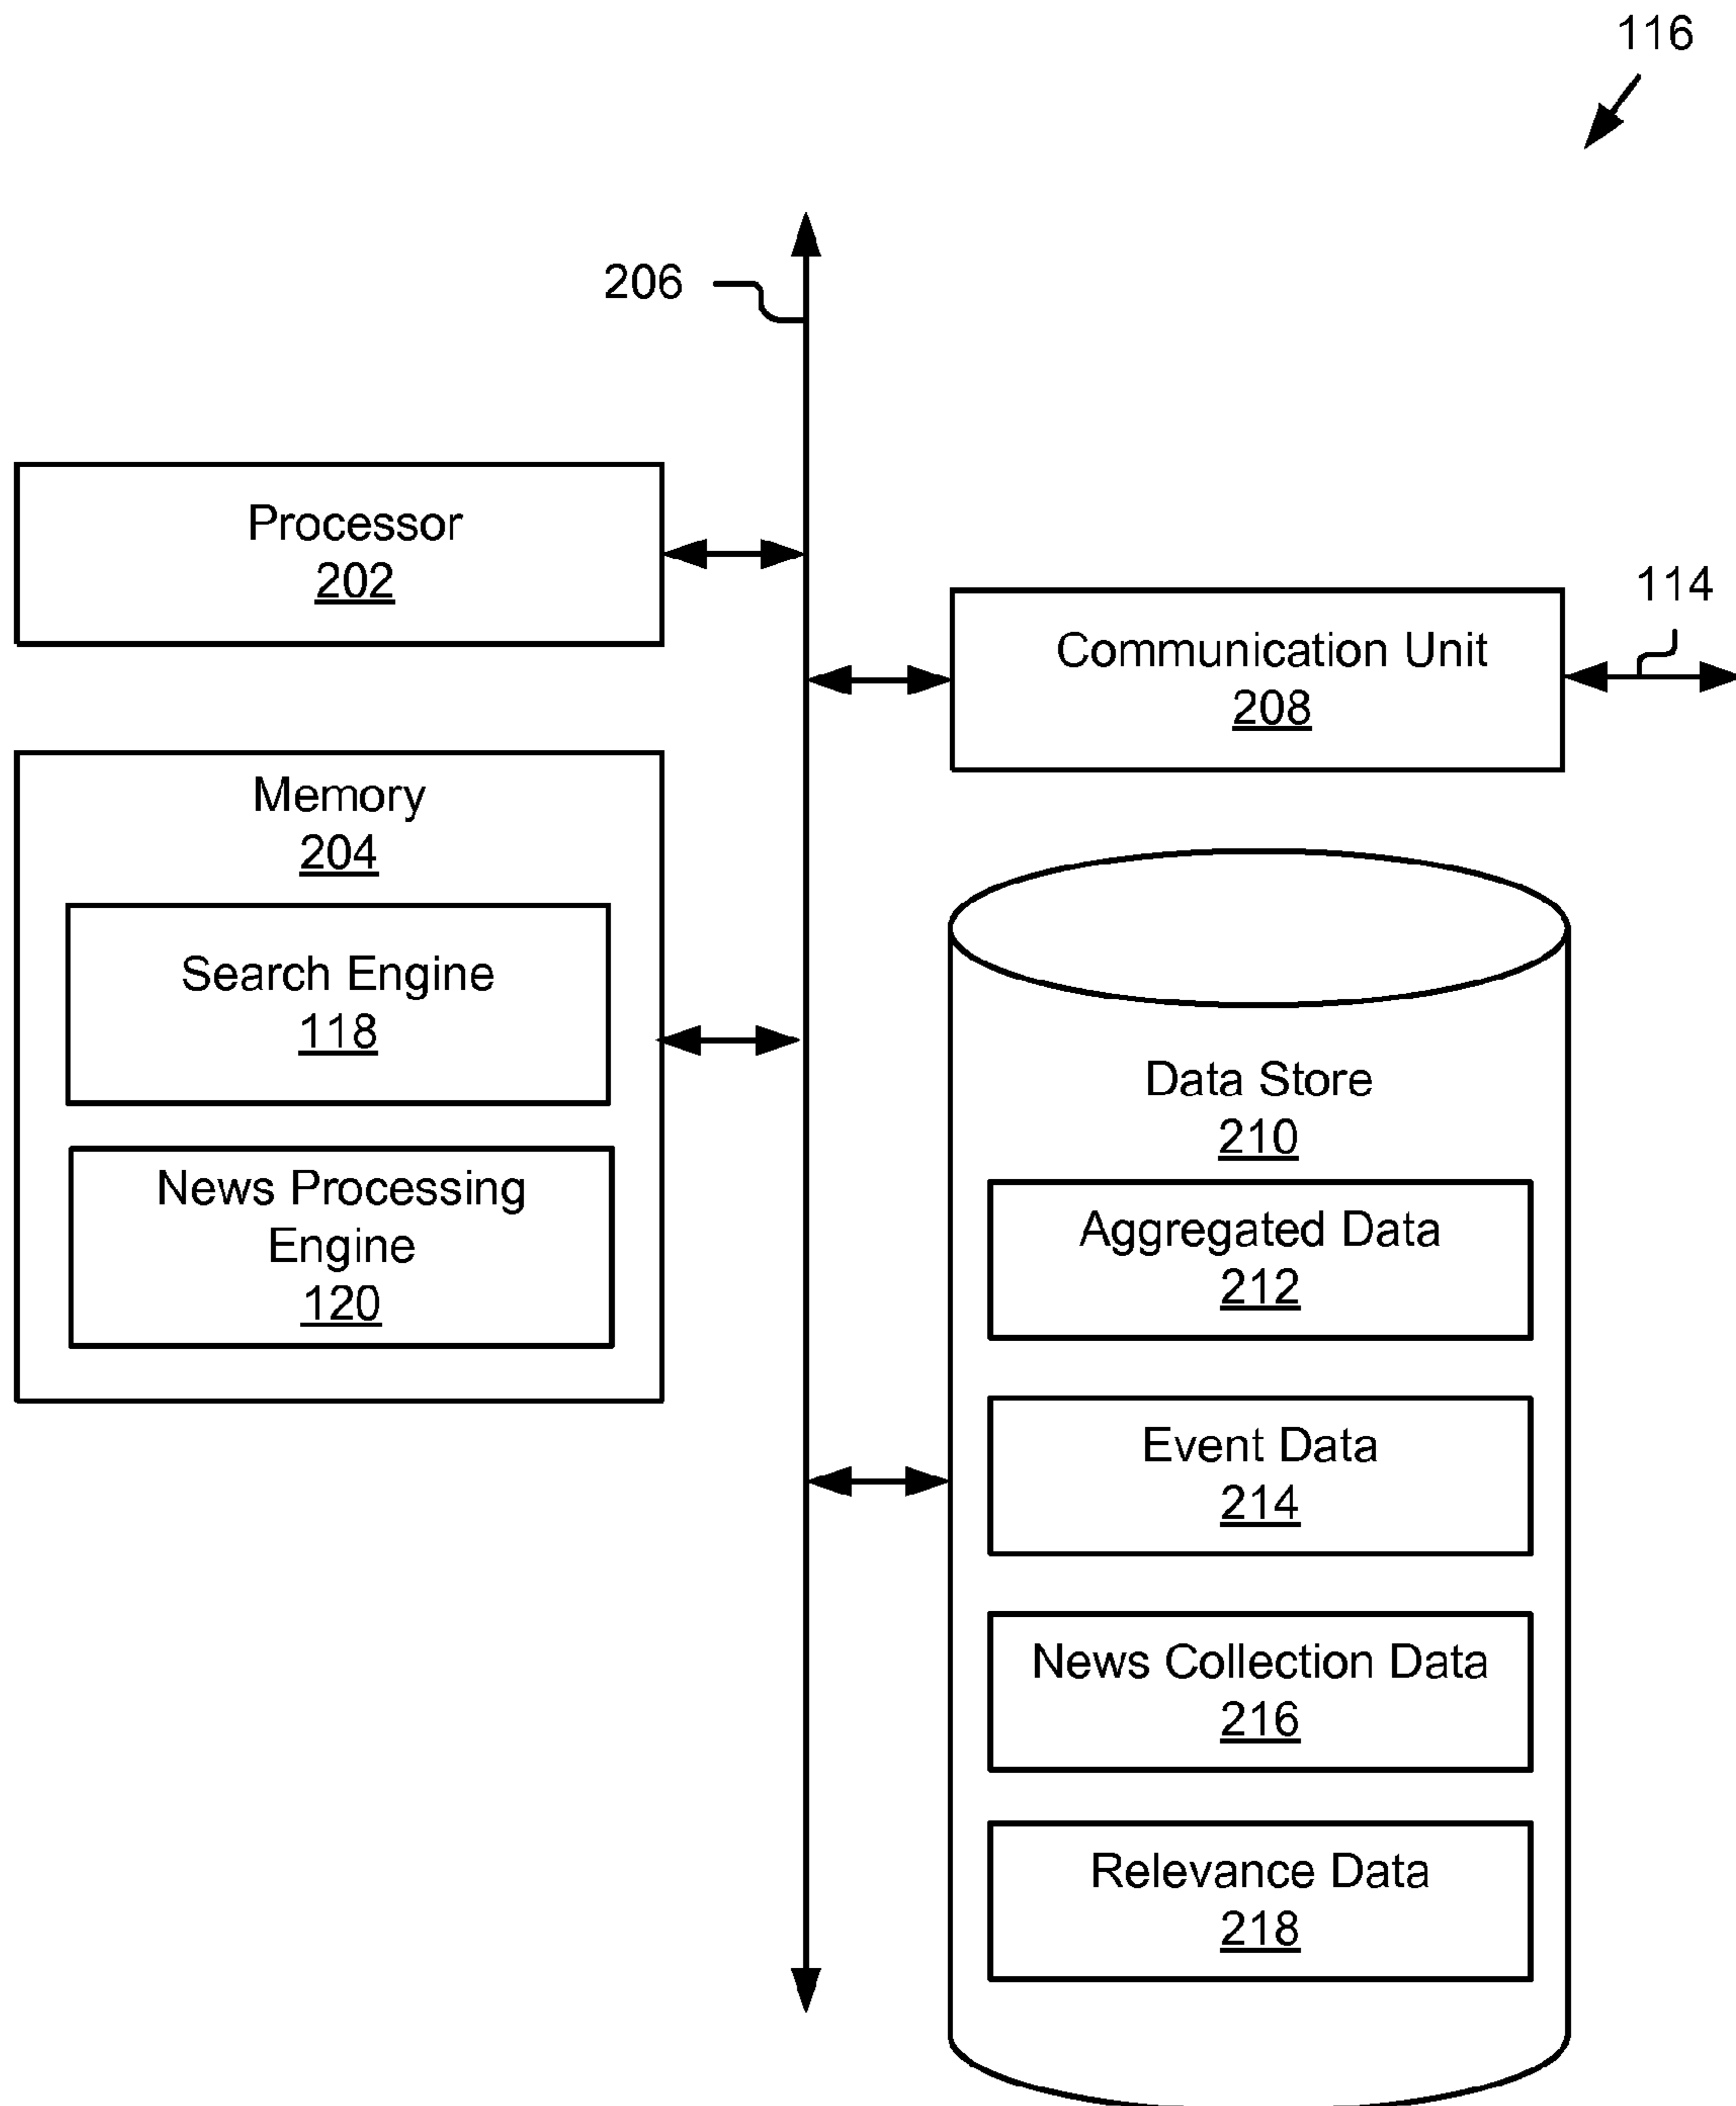 116
206
Processor
202
114
Communication Unit
208
Memory
204
Search Engine
118
Data Store
210
News Processing
Engine
120
Aggregated Data
212
Event Data
214
News Collection Data
216
Relevance Data
218